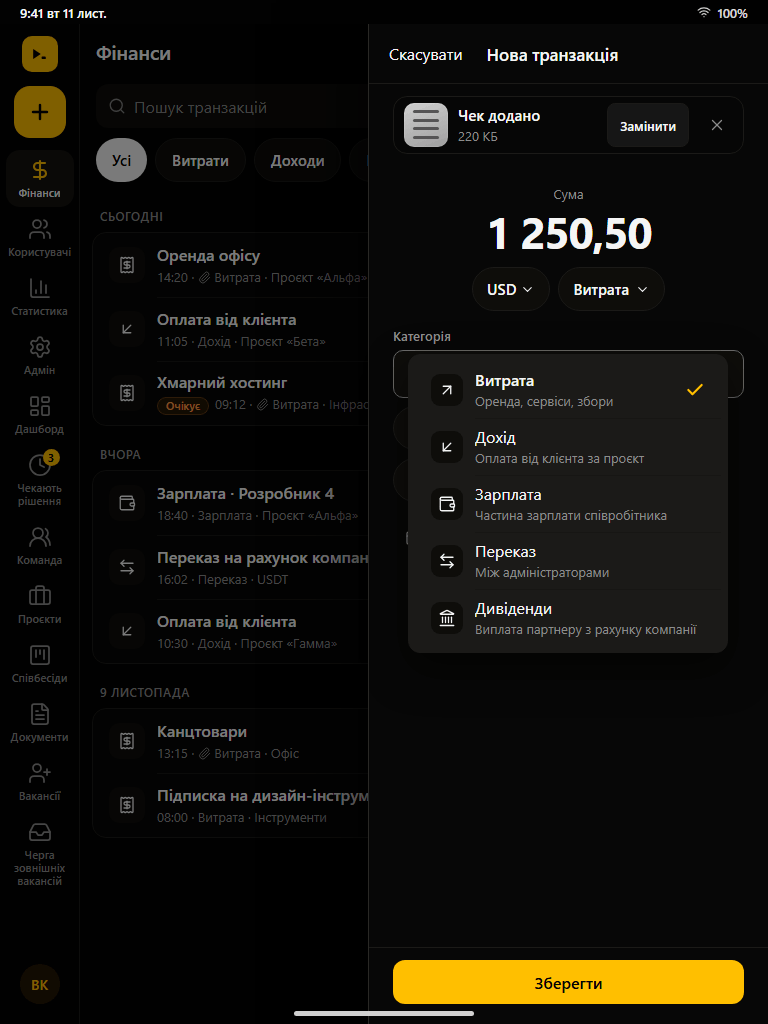 9:41 вт 11 лист.
100%
Фінанси
Користувачі
Статистика
Адмін
Дашборд
3
Чекають
рішення
Команда
Проєкти
Співбесіди
Документи
Вакансії
Черга
зовнішніх
вакансій
ВК
Фінанси
Пошук транзакцій
Усі
Витрати
Доходи
СЬОГОДНІ
Оренда офісу
14:20 · Витрата · Проєкт «Альфа»
Оплата від клієнта
11:05 · Дохід · Проєкт «Бета»
Хмарний хостинг
Очікує 09:12 · Витрата ·
ВЧОРА
Зарплата · Розробник 4
18:40 · Зарплата · Проєкт «Альфа»
Переказ на рахунок
16:02 · Переказ · USDT
Оплата від клієнта
10:30 · Дохід · Проєкт «Гамма»
9 ЛИСТОПАДА
Канцтовари
13:15 · Витрата · Офіс
Підписка на
08:00 · Витрата · Інструменти
Скасувати
Нова транзакція
Чек додано
220 КБ
Замінити
Сума
1 250,50
USD
Витрата
Категорія
Витрата
Оренда, сервіси, збори
Дохід
Оплата від клієнта за проєкт
Зарплата
Частина зарплати співробітника
Переказ
Між адміністраторами
Дивіденди
Виплата партнеру з рахунку компанії
Зберегти